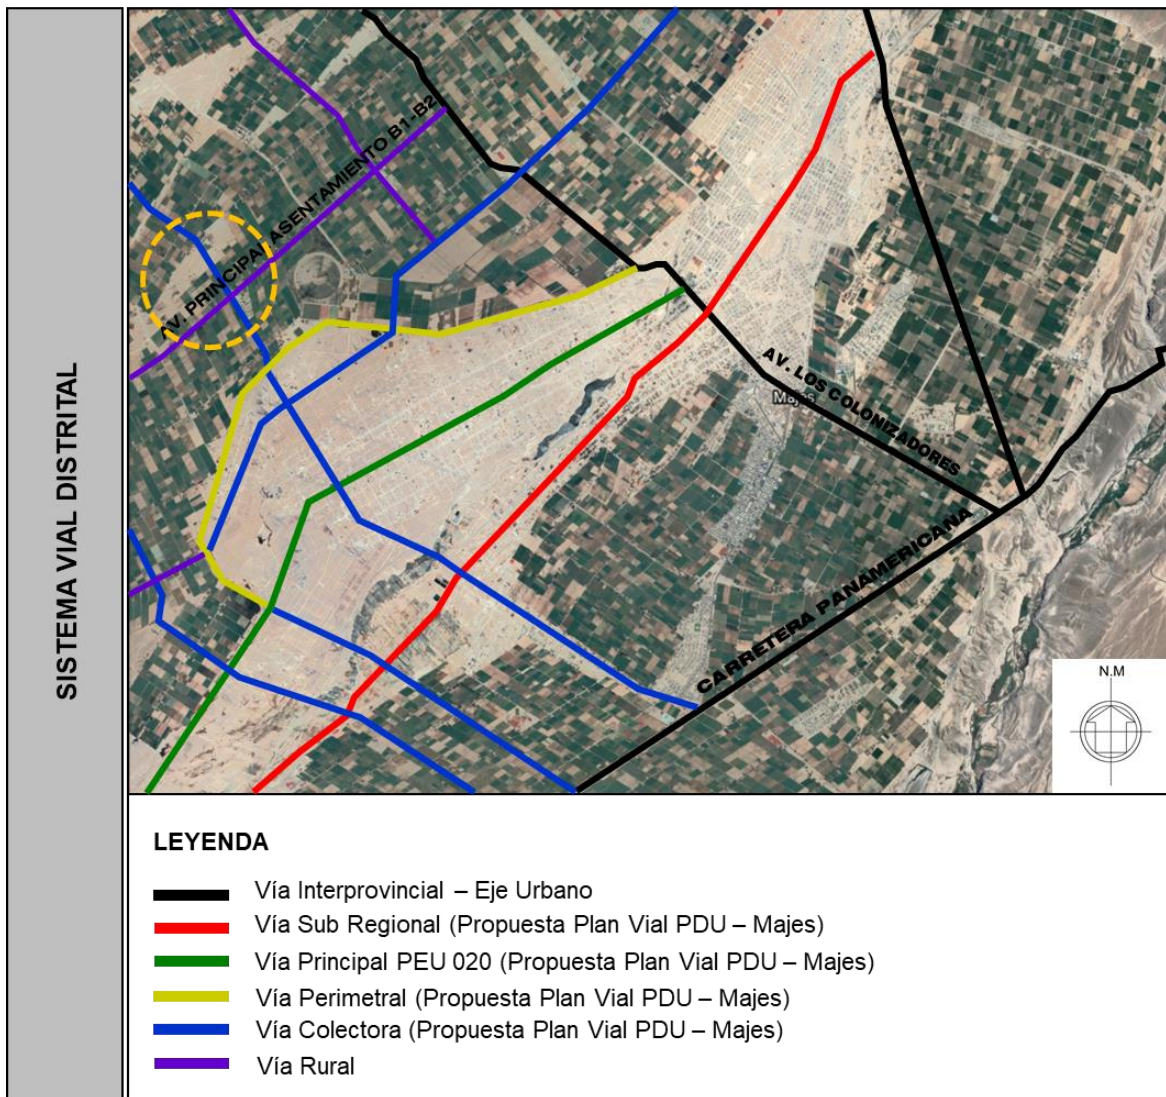 SISTEMA VIAL DISTRITAL
AV. PRINCIPAL ASENTAMIENTO B1-B2
AV. LOS COLONIZADORES
Majes
CARRETERA PANAMERICANA
N.M
LEYENDA
Vía Interprovincial – Eje Urbano
Vía Sub Regional (Propuesta Plan Vial PDU – Majes)
Vía Principal PEU 020 (Propuesta Plan Vial PDU – Majes)
Vía Perimetral (Propuesta Plan Vial PDU – Majes)
Vía Colectora (Propuesta Plan Vial PDU – Majes)
Vía Rural